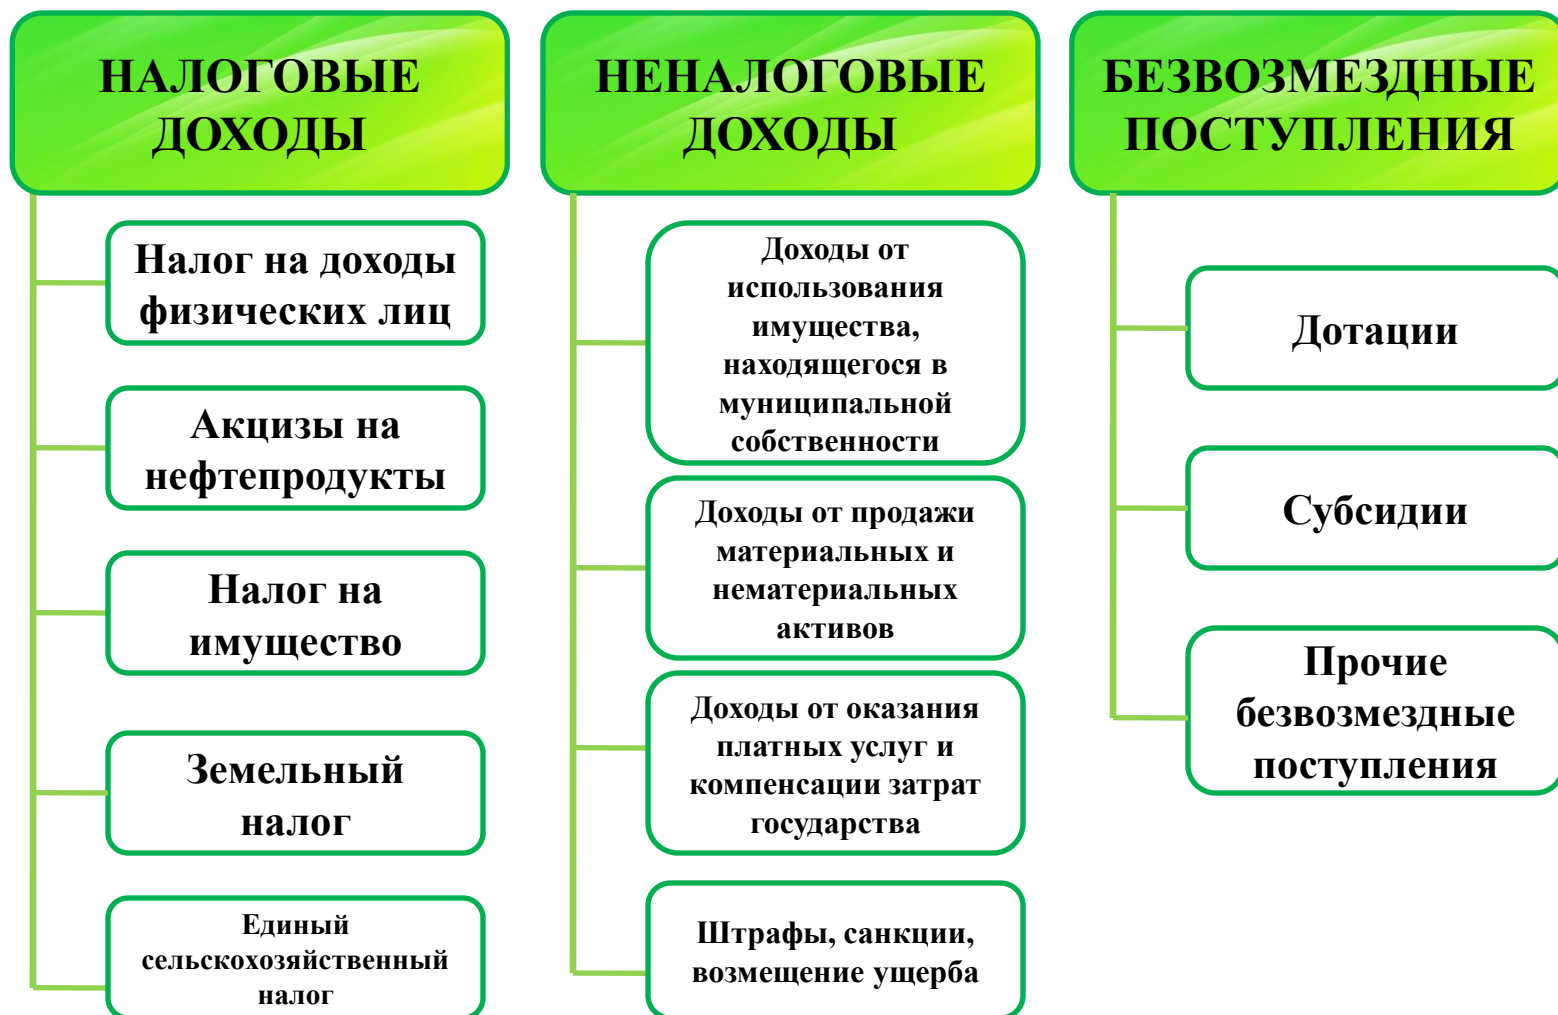 НАЛОГОВЫЕ
ДОХОДЫ
Налог на доходы
физических лиц
Акцизы на
нефтепродукты
Налог на
имущество
Земельный
налог
Единый
сельскохозяйственный
налог
НЕНАЛОГОВЫЕ
ДОХОДЫ
Доходы от
использования
имущества,
находящегося в
муниципальной
собственности
Доходы от продажи
материальных и
нематериальных
активов
Доходы от оказания
платных услуг и
компенсации затрат
государства
Штрафы, санкции,
возмещение ущерба
БЕЗВОЗМЕЗДНЫЕ
ПОСТУПЛЕНИЯ
Дотации
Субсидии
Прочие
безвозмездные
поступления